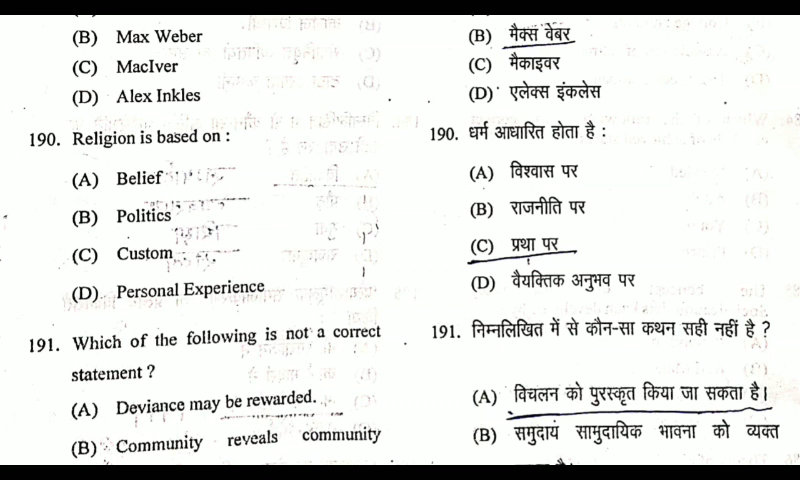 (B) Max Weber
(C) MacIver
(D) Alex Inkles
190. Religion is based on :
(A) Belief
(B) Politics
(C) Custom
(D) Personal Experience
191. Which of the following is not a correct
statement ?
(A) Deviance may be rewarded.
(B) Community reveals community
(B) मैक्स वेबर
(C) मैकाइवर
(D) एलेक्स इंकलेस
190. धर्म आधारित होता है :
(A) विश्वास पर
(B) राजनीति पर
(C) प्रथा पर
(D) वैयक्तिक अनुभव पर
191. निम्नलिखित में से कौन-सा कथन सही नहीं है ?
(A) विचलन को पुरस्कृत किया जा सकता है।
(B) समुदाय सामुदायिक भावना को व्यक्त